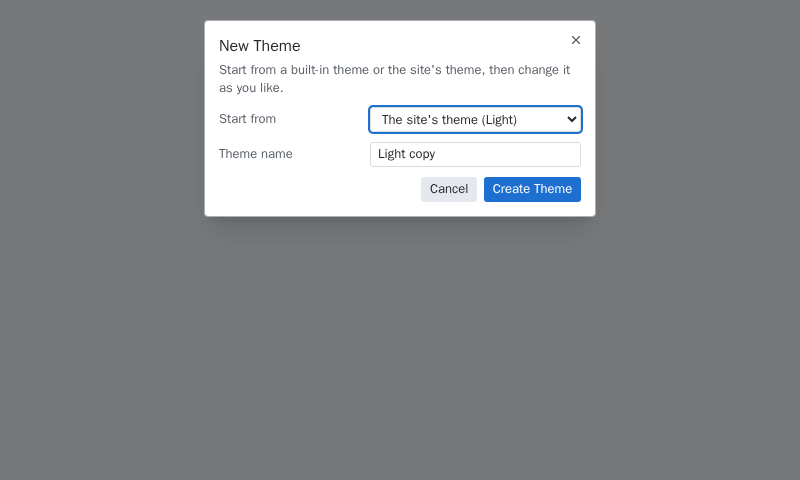 New Theme
×
Start from a built-in theme or the site's theme, then change it
as you like.
Start from
The site's theme (Light)
Theme name
Light copy
Cancel
Create Theme